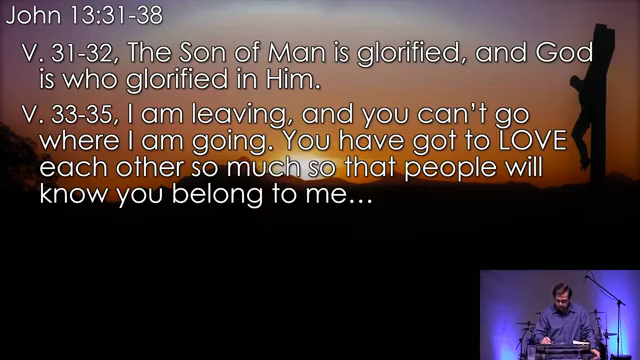 John 13:31-38
V. 31-32, The Son of Man is glorified, and God
is who glorified in Him.
V. 33-35, I am leaving, and you can't go
where I am going. You have got to LOVE
each other so much so that people will
know you belong to me…